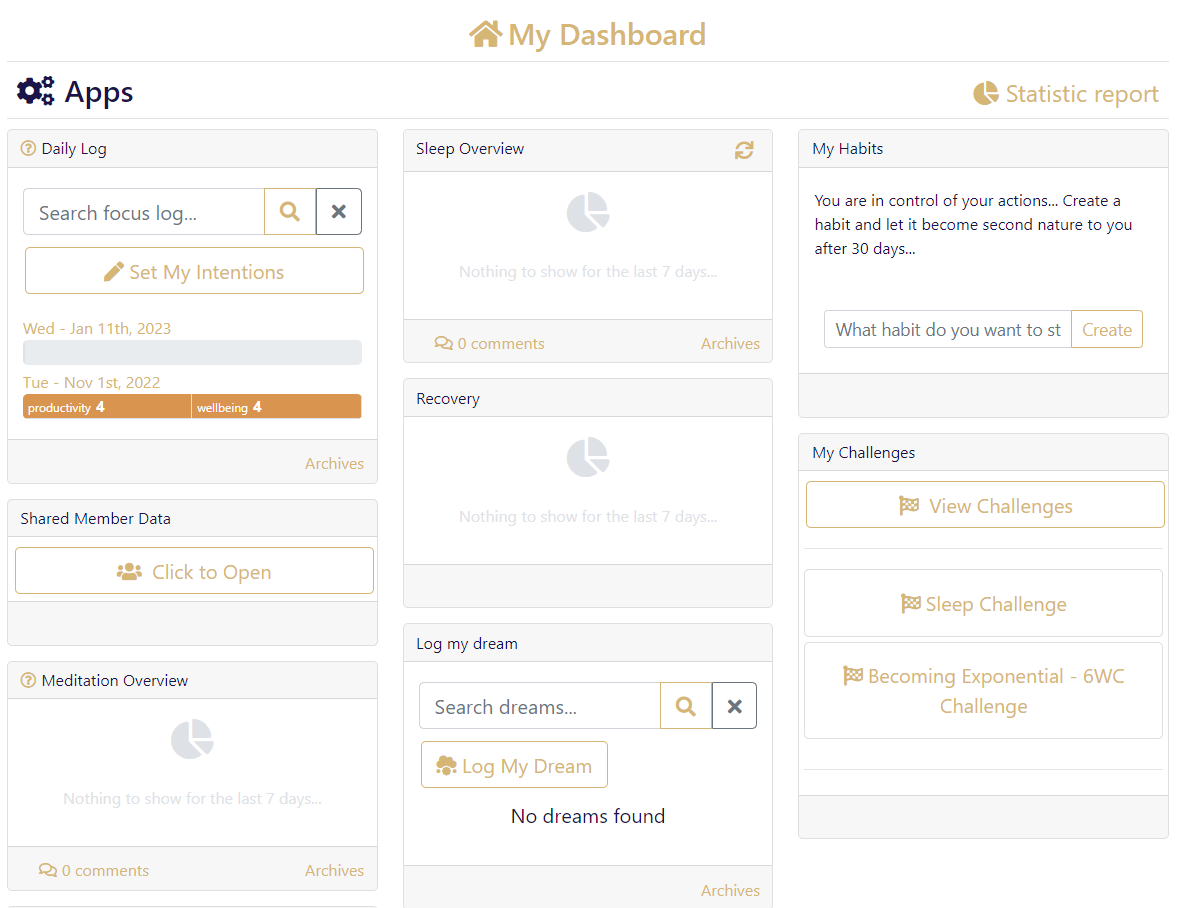 My Dashboard
Apps
Statistic report
Daily Log
Search focus log...
Set My Intentions
Wed - Jan 11th, 2023
Tue - Nov 1st, 2022
productivity 4 wellbeing 4
Archives
Shared Member Data
Click to Open
Meditation Overview
Nothing to show for the last 7 days...
0 comments Archives
Sleep Overview
Nothing to show for the last 7 days...
0 comments Archives
Recovery
Nothing to show for the last 7 days...
Log my dream
Search dreams...
Log My Dream
No dreams found
Archives
My Habits
You are in control of your actions... Create a
habit and let it become second nature to you
after 30 days...
What habit do you want to st Create
My Challenges
View Challenges
Sleep Challenge
Becoming Exponential - 6WC
Challenge